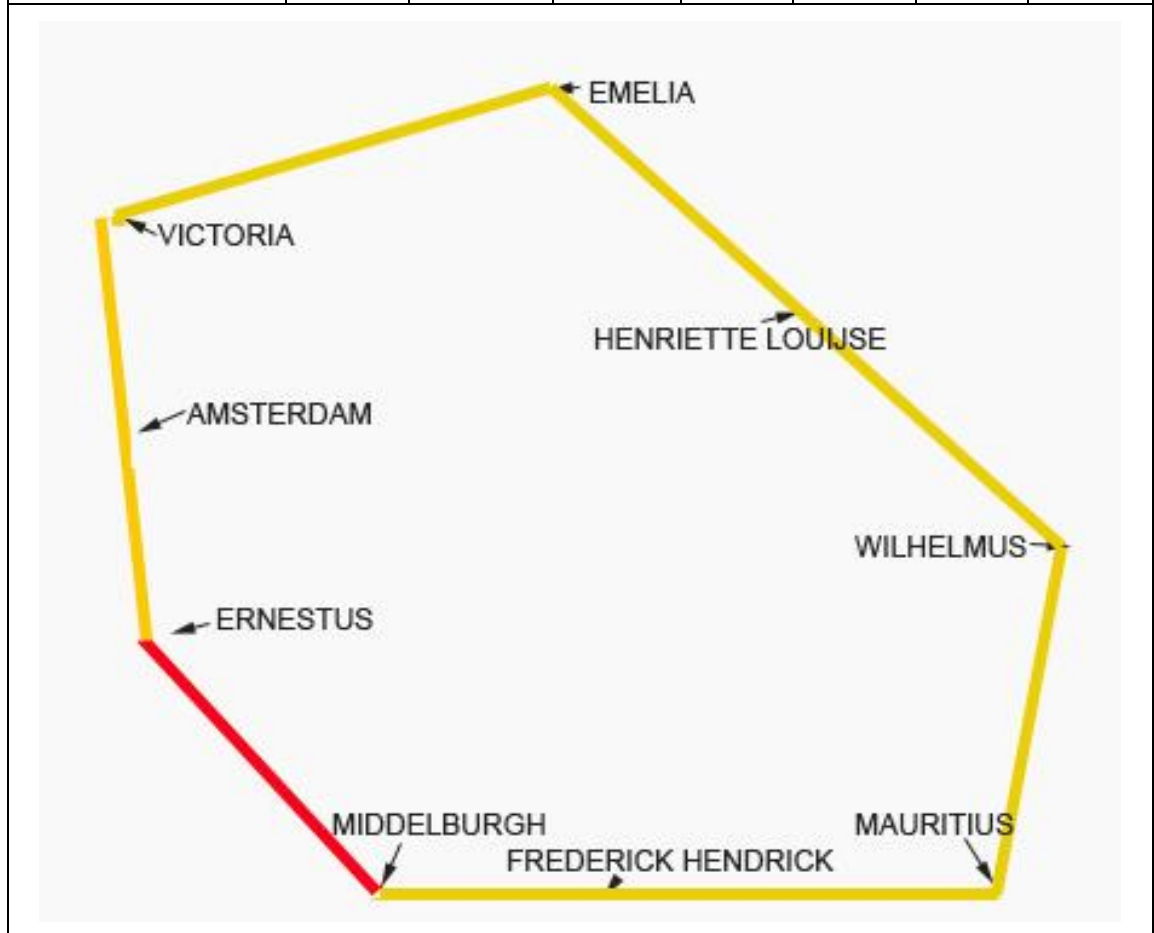 EMELIA
VICTORIA
HENRIETTE LOUIJSE
AMSTERDAM
WILHELMUS
ERNESTUS
MIDDELBURGH
MAURITIUS
FREDERICK HENDRICK